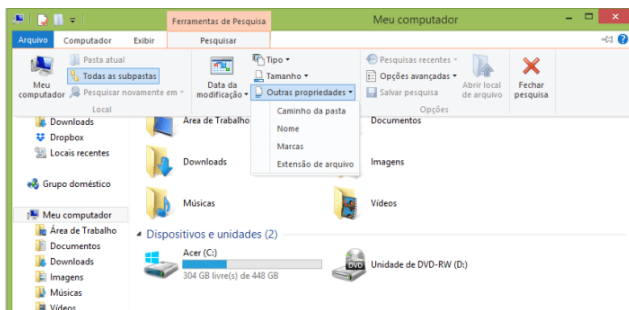 Ferramentas de Pesquisa
Meu computador
Arquivo Computador Exibir Pesquisar
Pasta atual
Todas as subpastas
Pesquisar novamente em
Meu computador
Local
Data da modificação
Tipo
Tamanho
Outras propriedades
Caminho da pasta
Nome
Marcas
Extensão de arquivo
Pesquisas recentes
Opções avançadas
Salvar pesquisa
Abrir local de arquivo
Opções
Fechar pesquisa
Downloads
Dropbox
Locais recentes
Grupo doméstico
Meu computador
Área de Trabalho
Documentos
Downloads
Imagens
Músicas
Vídeos
Área de Trabalho
Documentos
Downloads
Imagens
Músicas
Vídeos
Dispositivos e unidades (2)
Acer (C:)
304 GB livre(s) de 448 GB
DVD
Unidade de DVD-RW (D:)